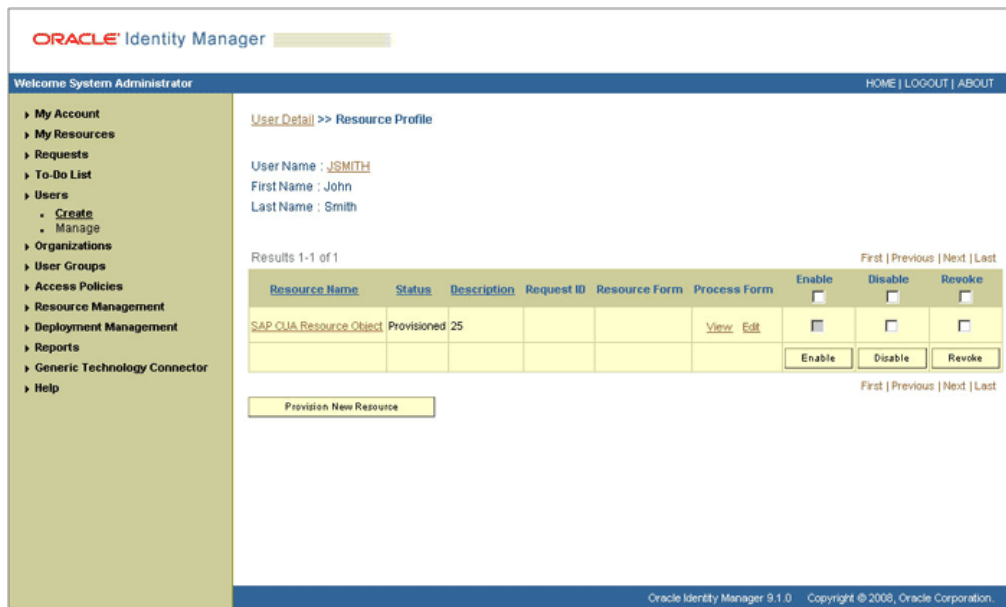 ORACLE Identity Manager
Welcome System Administrator HOME | LOGOUT | ABOUT
My Account
My Resources
Requests
To-Do List
Users
Create
Manage
Organizations
User Groups
Access Policies
Resource Management
Deployment Management
Reports
Generic Technology Connector
Help
User Detail >> Resource Profile
User Name : JSMITH
First Name : John
Last Name : Smith
Results 1-1 of 1 First | Previous | Next | Last
Resource Name Status Description Request ID Resource Form Process Form Enable Disable Revoke
SAP CUA Resource Object Provisioned 25 View Edit
Enable Disable Revoke
First | Previous | Next | Last
Provision New Resource
Oracle Identity Manager 9.1.0 Copyright © 2008, Oracle Corporation.